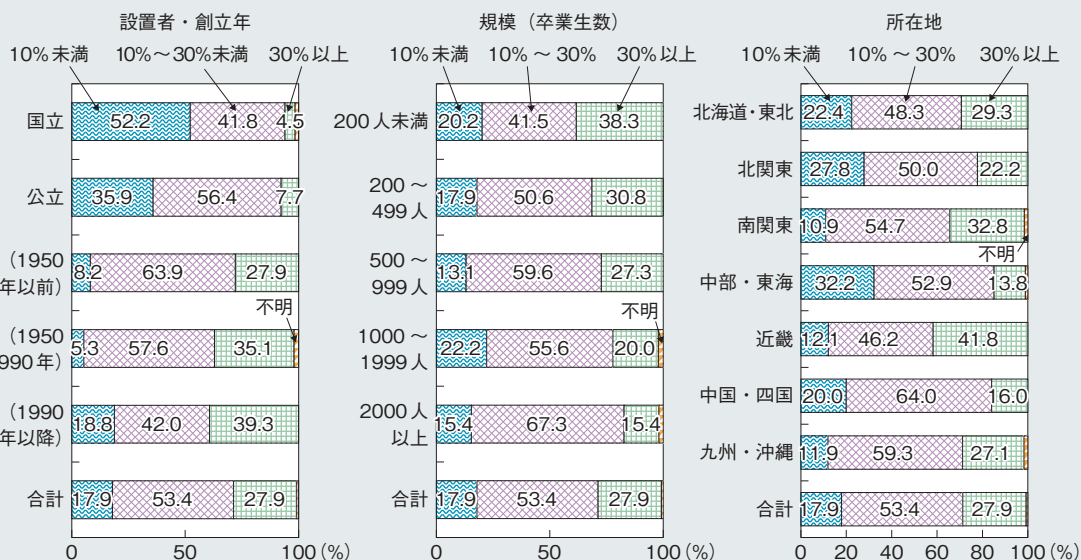 設置者・創立年
10%未満 10%～30%未満 30%以上
国立 52.2 41.8 4.5
公立 35.9 56.4 7.7
（1950
年以前） 8.2 63.9 27.9
不明
（1950
990年） 5.3 57.6 35.1
（1990
年以降） 18.8 42.0 39.3
合計 17.9 53.4 27.9
0 50 100(%)
規模（卒業生数）
10%未満 10%～30% 30%以上
200人未満 20.2 41.5 38.3
200～
499人 17.9 50.6 30.8
500～
999人 13.1 59.6 27.3
不明
1000～
1999人 22.2 55.6 20.0
2000人
以上 15.4 67.3 15.4
合計 17.9 53.4 27.9
0 50 100(%)
所在地
10%未満 10%～30% 30%以上
北海道・東北 22.4 48.3 29.3
北関東 27.8 50.0 22.2
南関東 10.9 54.7 32.8
不明
中部・東海 32.2 52.9 13.8
近畿 12.1 46.2 41.8
中国・四国 20.0 64.0 16.0
九州・沖縄 11.9 59.3 27.1
合計 17.9 53.4 27.9
0 20 40 60 80 100(%)